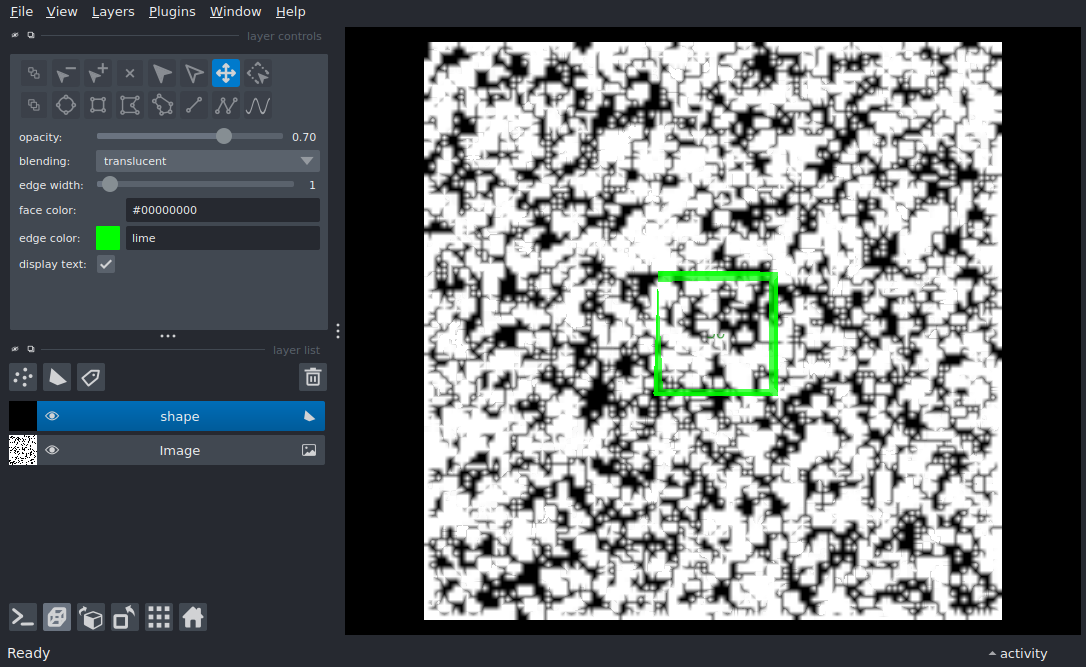 File View Layers Plugins Window Help
layer controls
opacity: 0.70
blending: translucent
edge width: 1
face color: #00000000
edge color: lime
display text:
layer list
shape
Image
Ready
activity